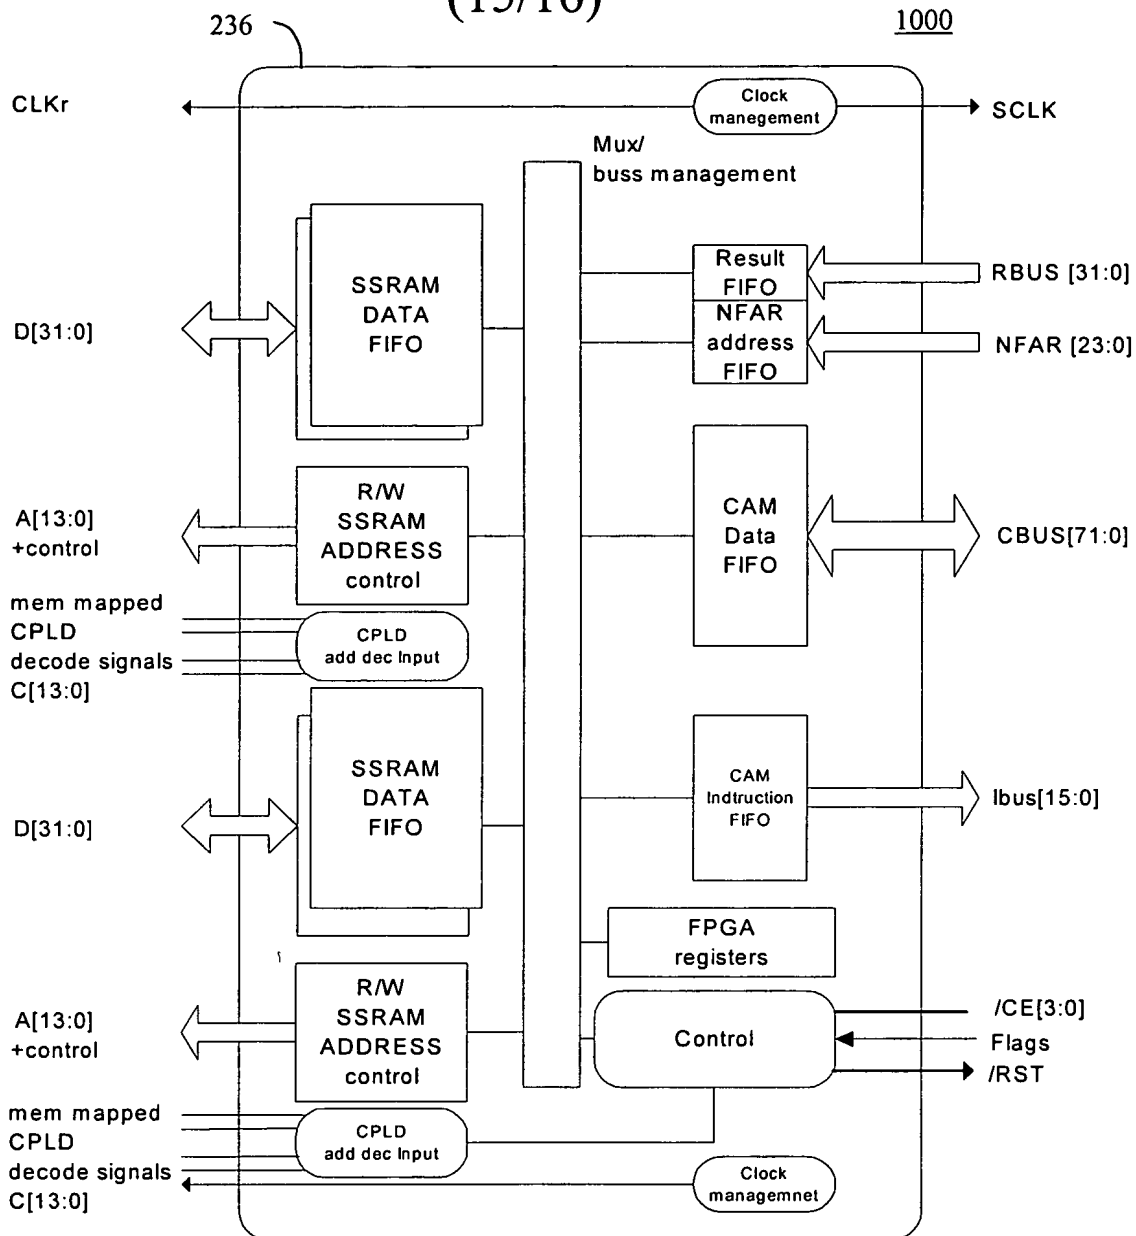 (15/16)
236
1000
CLKr
Clock
manegement
SCLK
Mux/
buss management
SSRAM
DATA
FIFO
D[31:0]
Result
FIFO
RBUS [31:0]
NFAR
address
FIFO
NFAR [23:0]
R/W
SSRAM
ADDRESS
control
A[13:0]
+control
CAM
Data
FIFO
CBUS[71:0]
mem mapped
CPLD
decode signals
C[13:0]
CPLD
add dec Input
SSRAM
DATA
FIFO
D[31:0]
CAM
Indtruction
FIFO
Ibus[15:0]
FPGA
registers
R/W
SSRAM
ADDRESS
control
A[13:0]
+control
Control
/CE[3:0]
Flags
/RST
mem mapped
CPLD
decode signals
C[13:0]
CPLD
add dec Input
Clock
managemnet